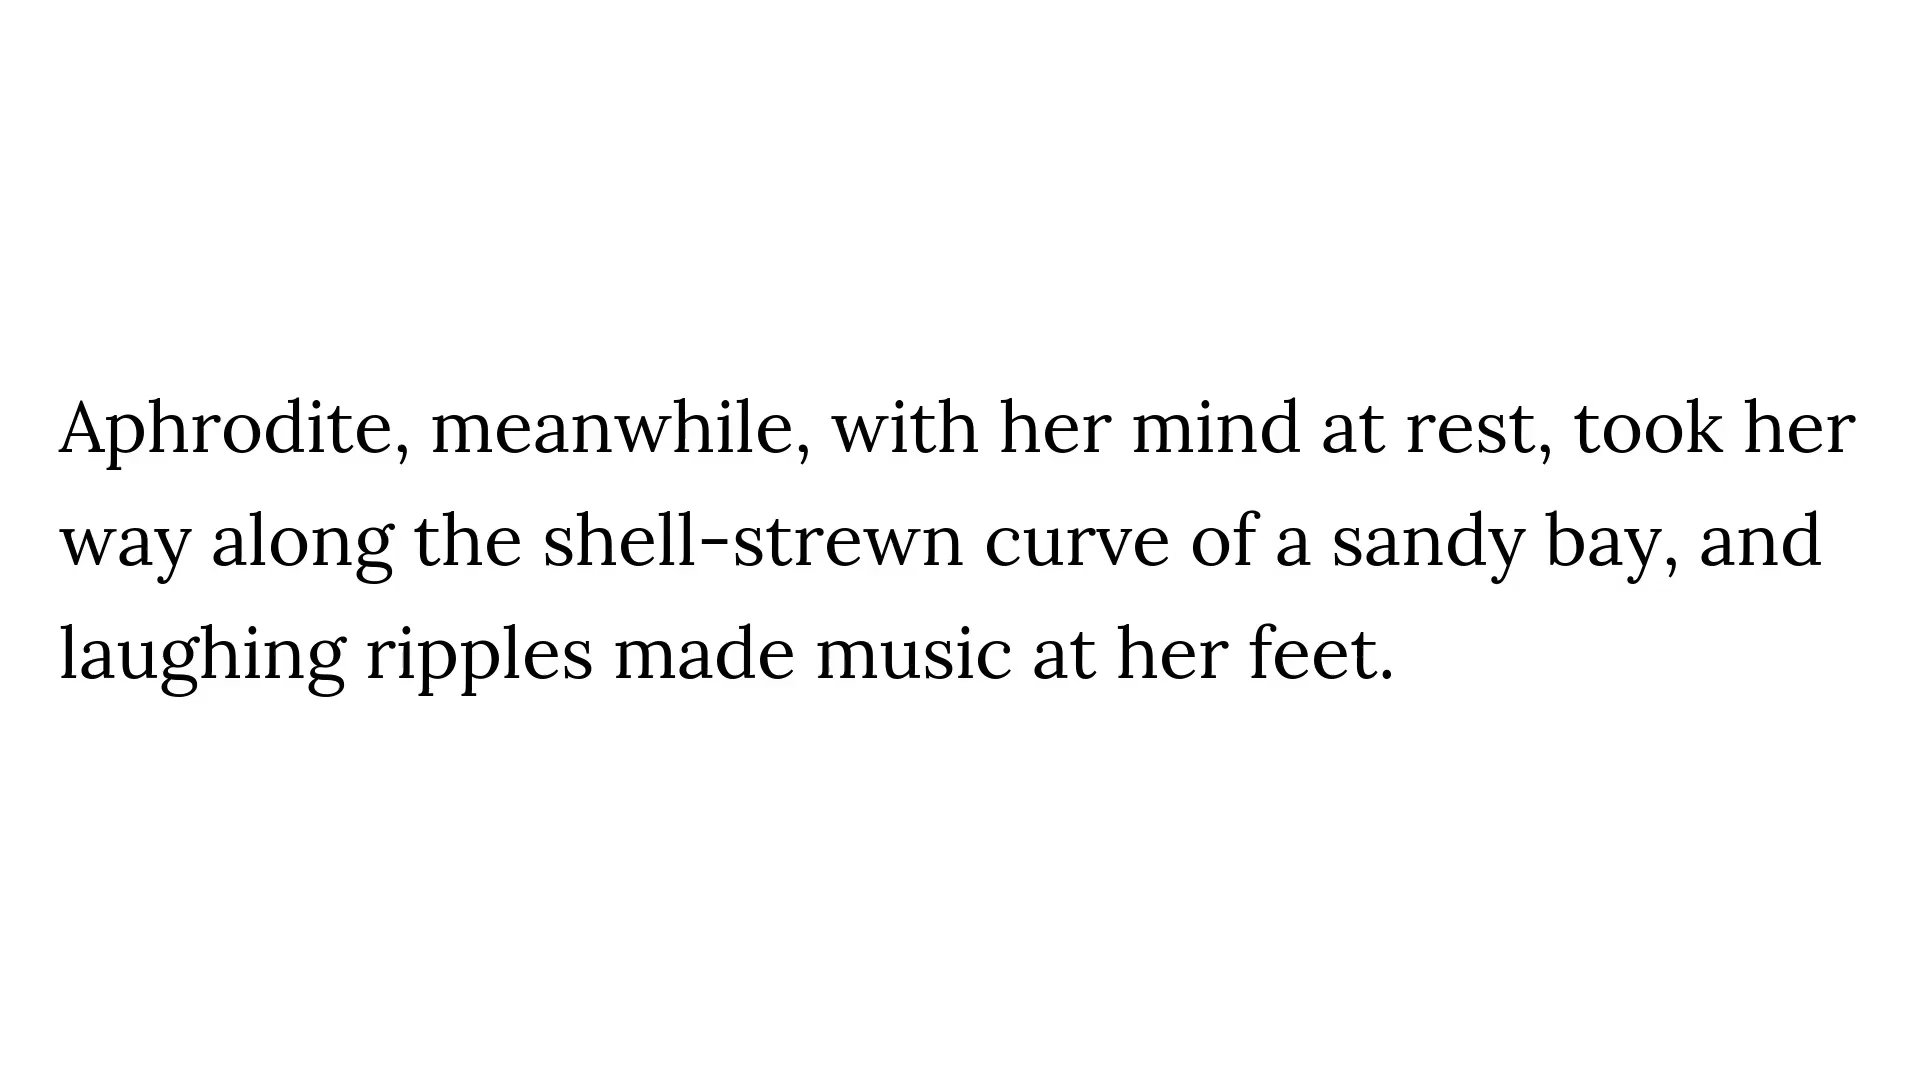 Aphrodite, meanwhile, with her mind at rest, took her
way along the shell-strewn curve of a sandy bay, and
laughing ripples made music at her feet.